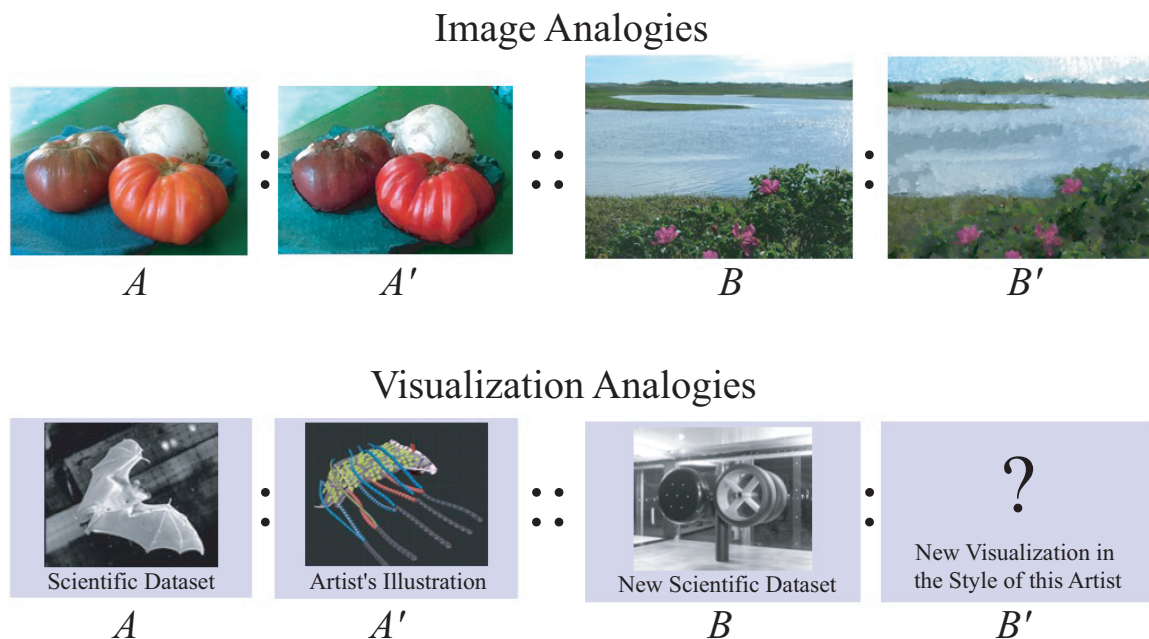 Image Analogies
:
::
:
A
A'
B
B'
Visualization Analogies
:
::
:
?
Scientific Dataset
Artist's Illustration
New Scientific Dataset
New Visualization in
the Style of this Artist
A
A'
B
B'